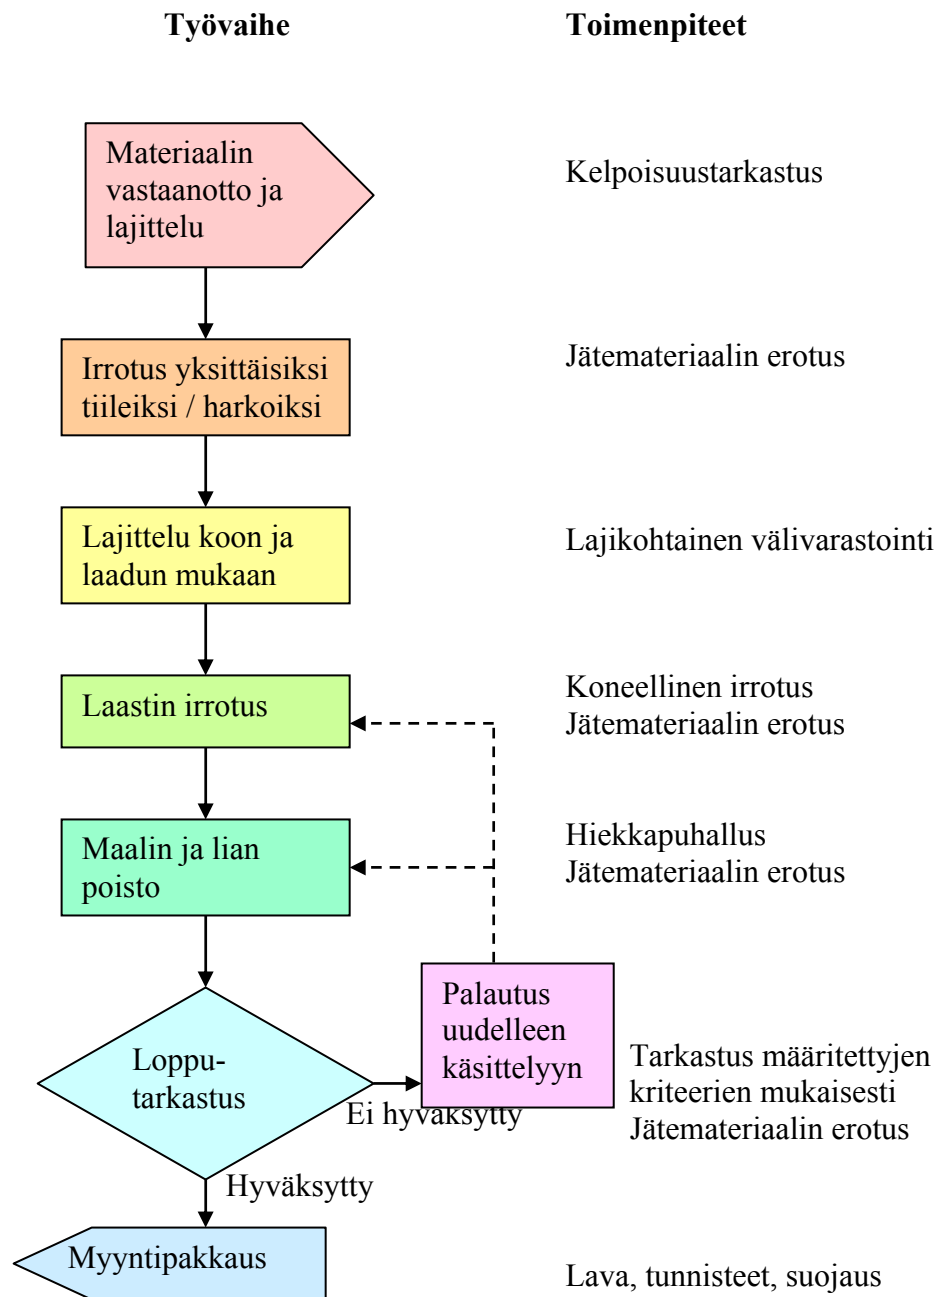 Työvaihe
Toimenpiteet
Materiaalin
vastaanotto ja
lajittelu
Kelpoisuustarkastus
Irrotus yksittäisiksi
tiileiksi / harkoiksi
Jätemateriaalin erotus
Lajittelu koon ja
laadun mukaan
Lajikohtainen välivarastointi
Laastin irrotus
Koneellinen irrotus
Jätemateriaalin erotus
Maalin ja lian
poisto
Hiekkapuhallus
Jätemateriaalin erotus
Loppu-
tarkastus
Ei hyväksytty
Palautus
uudelleen
käsittelyyn
Tarkastus määritettyjen
kriteerien mukaisesti
Jätemateriaalin erotus
Hyväksytty
Myyntipakkaus
Lava, tunnisteet, suojaus